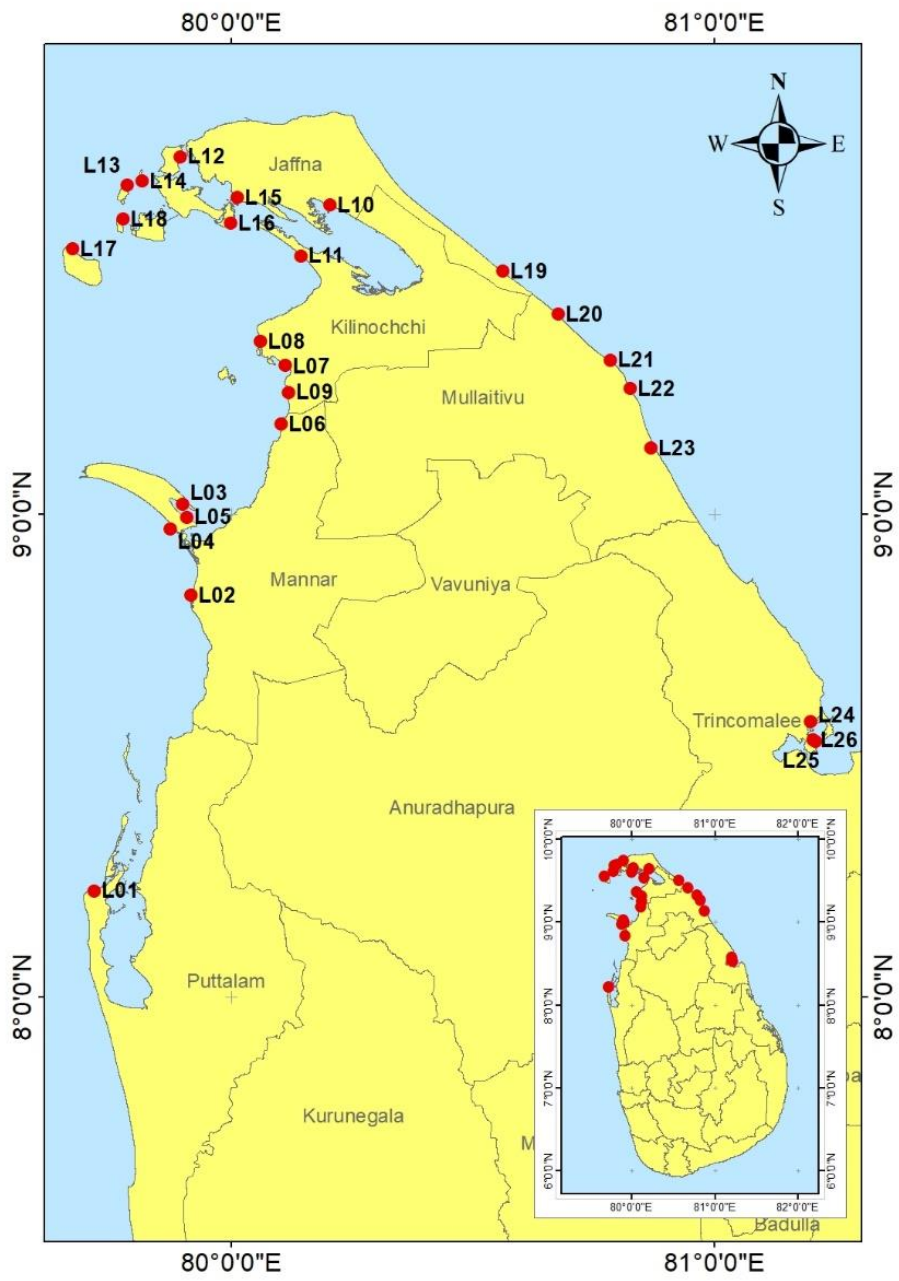 80°0'0"E 81°0'0"E
N
W E
S
L12
Jaffna
L13 L14
L15
L10
L18 L16
L17
L11
L19
L20
Kilinochchi
L08
L21
L07
L22
L09
Mullaitivu
L06
L23
L03
9°0'0"N 9°0'0"N
L05
L04
Mannar
Vavuniya
L02
Trincomalee L24
L26
L25
Anuradhapura
80°0'0"E 81°0'0"E 82°0'0"E
10°0'0"N 10°0'0"N
L01
9°0'0"N 9°0'0"N
Puttalam
8°0'0"N 8°0'0"N
8°0'0"N 8°0'0"N
7°0'0"N 7°0'0"N
Kurunegala
M
6°0'0"N 6°0'0"N
80°0'0"E 81°0'0"E 82°0'0"E
Badulla
80°0'0"E 81°0'0"E